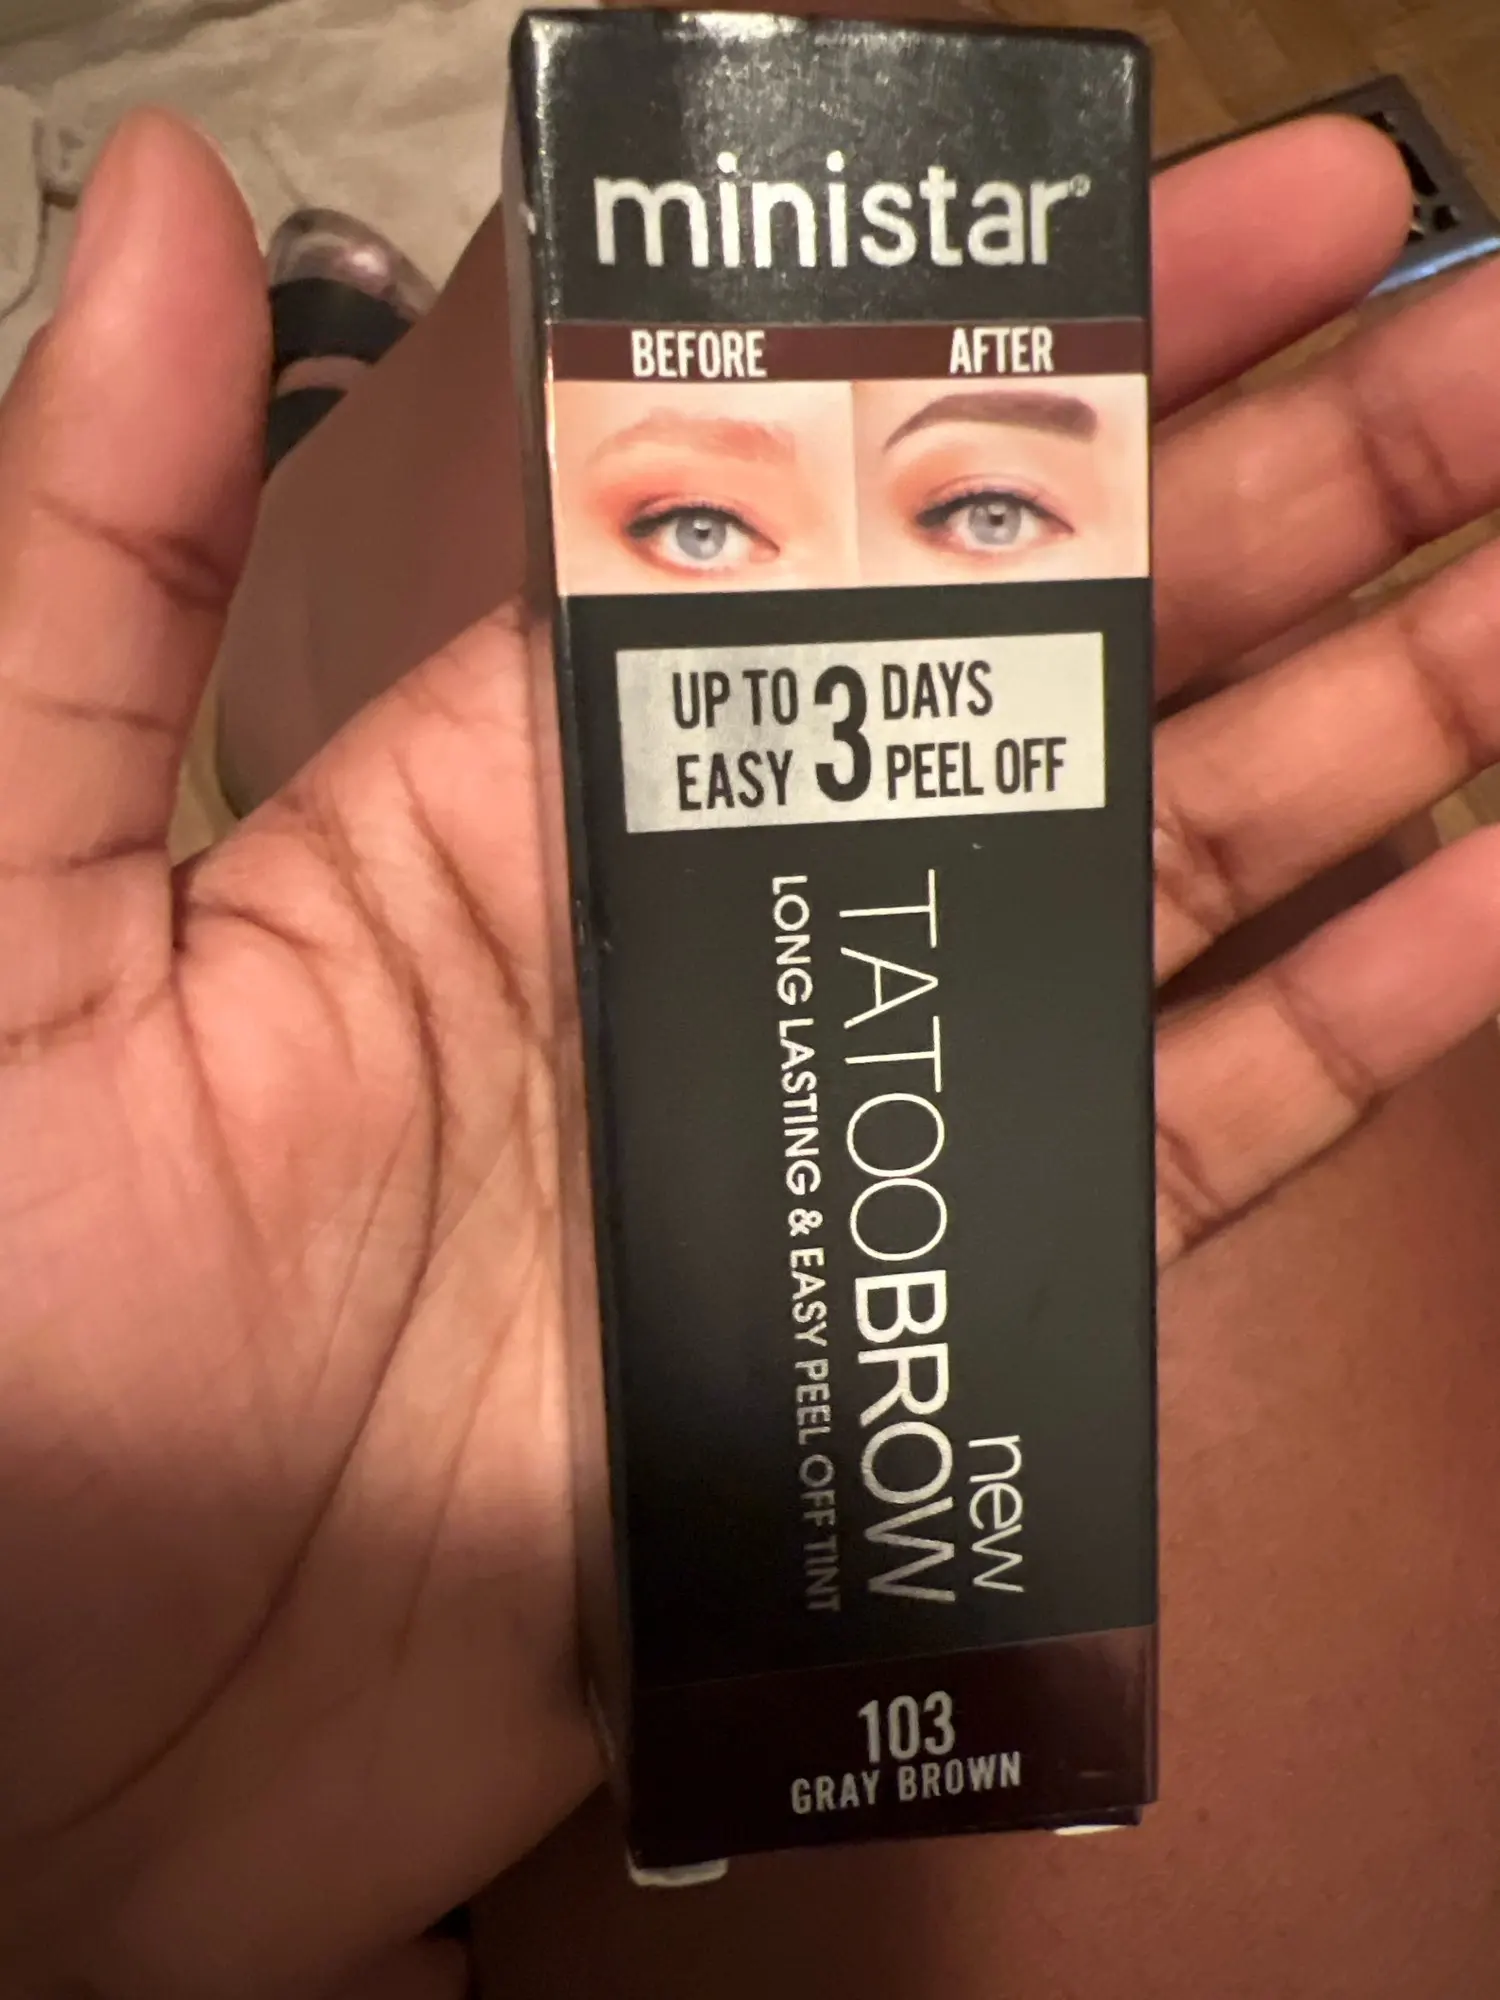 ministar®
BEFORE AFTER
UP TO 3 DAYS
EASY PEEL OFF
new
TATOOBROW
LONG LASTING & EASY PEEL OFF TINT
103
GRAY BROWN